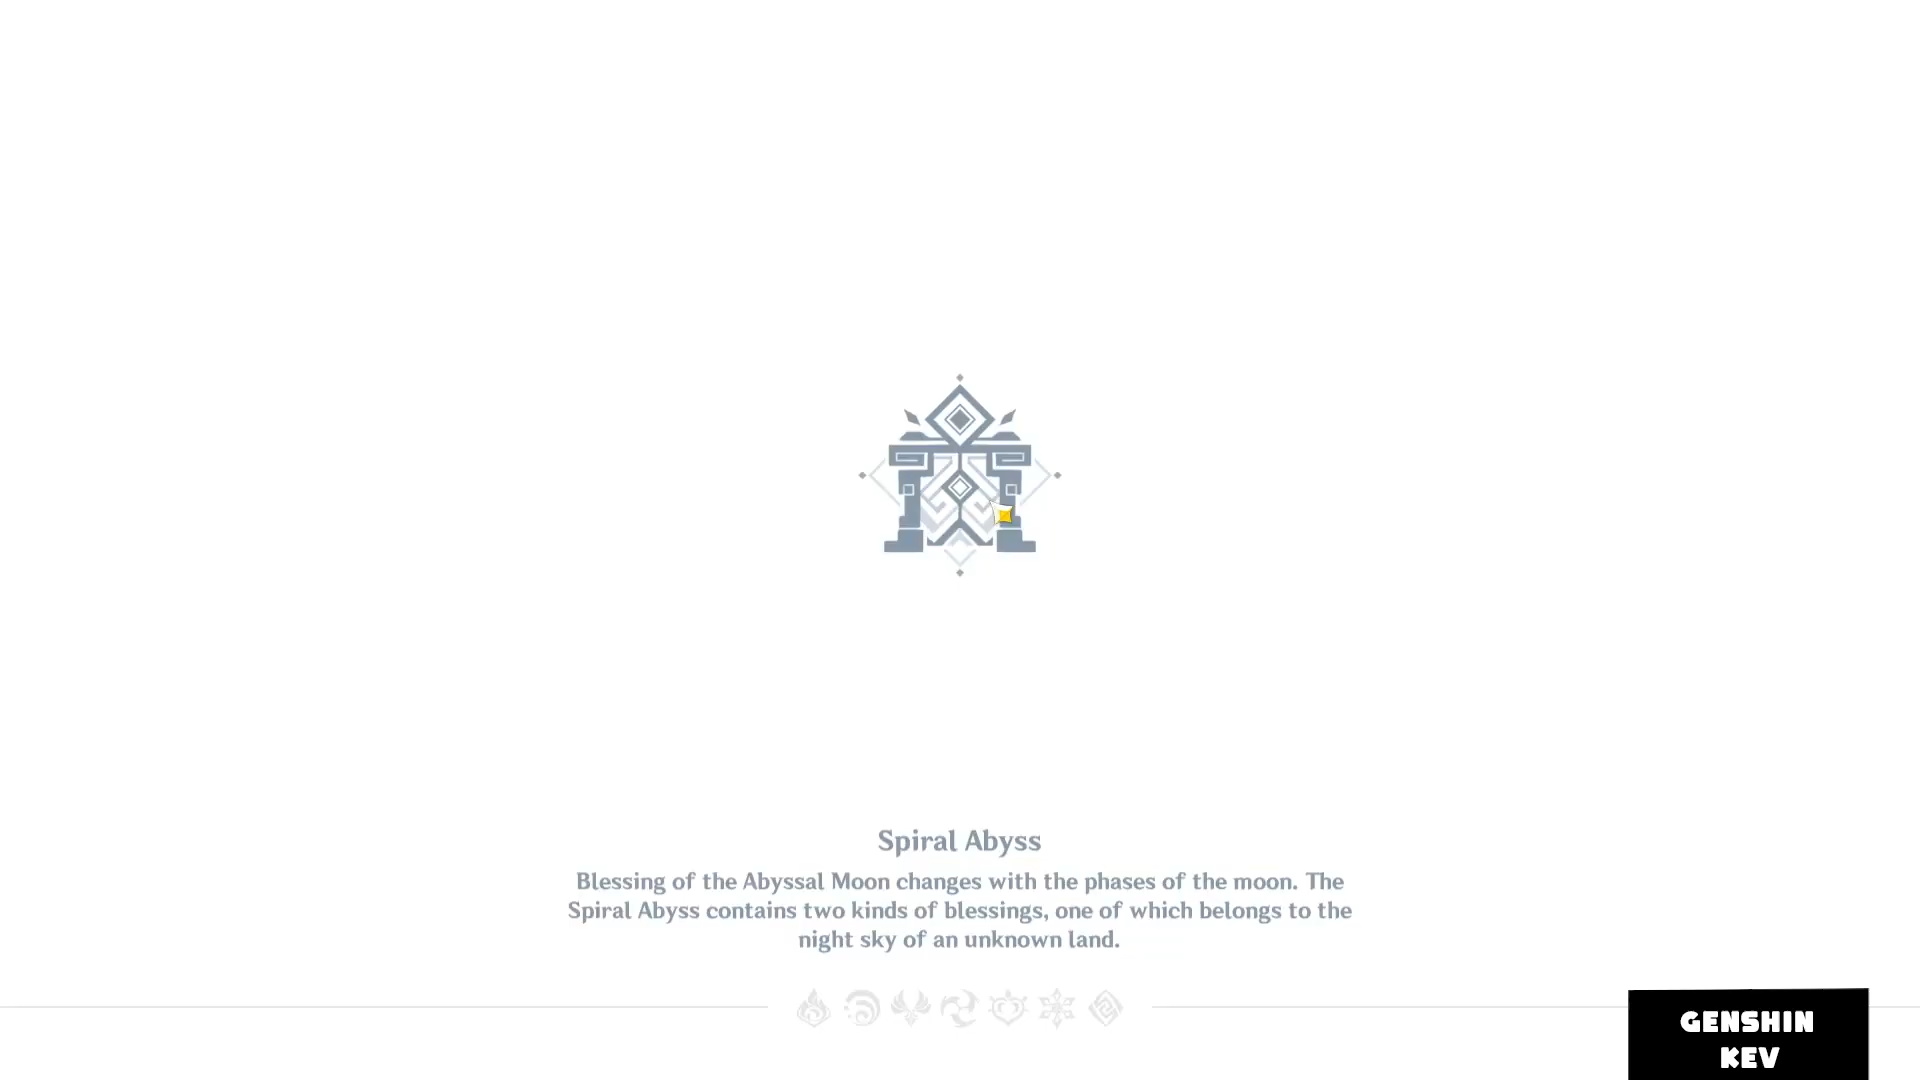 Spiral Abyss
Blessing of the Abyssal Moon changes with the phases of the moon. The
Spiral Abyss contains two kinds of blessings, one of which belongs to the
night sky of an unknown land.
GENSHIN
KEV